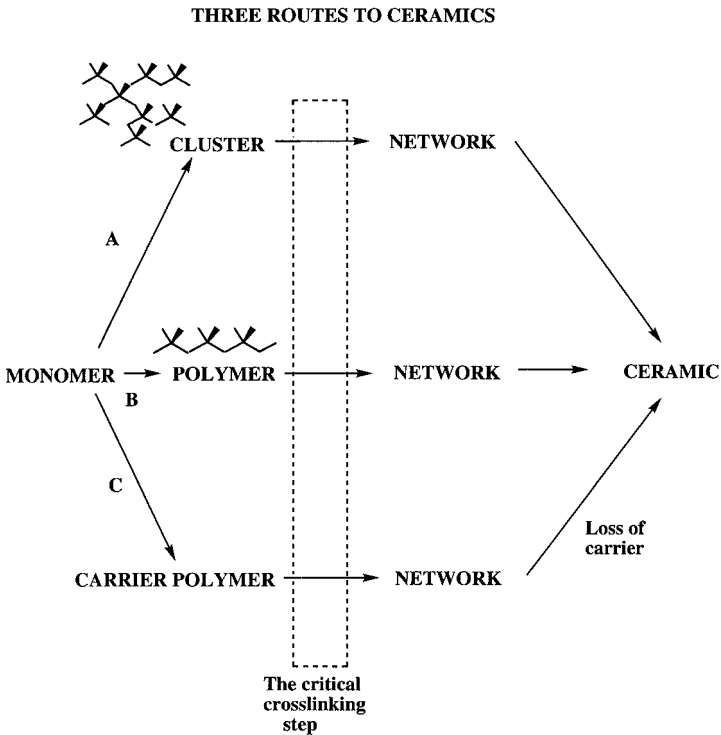 THREE ROUTES TO CERAMICS
CLUSTER
NETWORK
A
MONOMER
B
POLYMER
NETWORK
CERAMIC
C
Loss of
carrier
CARRIER POLYMER
NETWORK
The critical
crosslinking
step